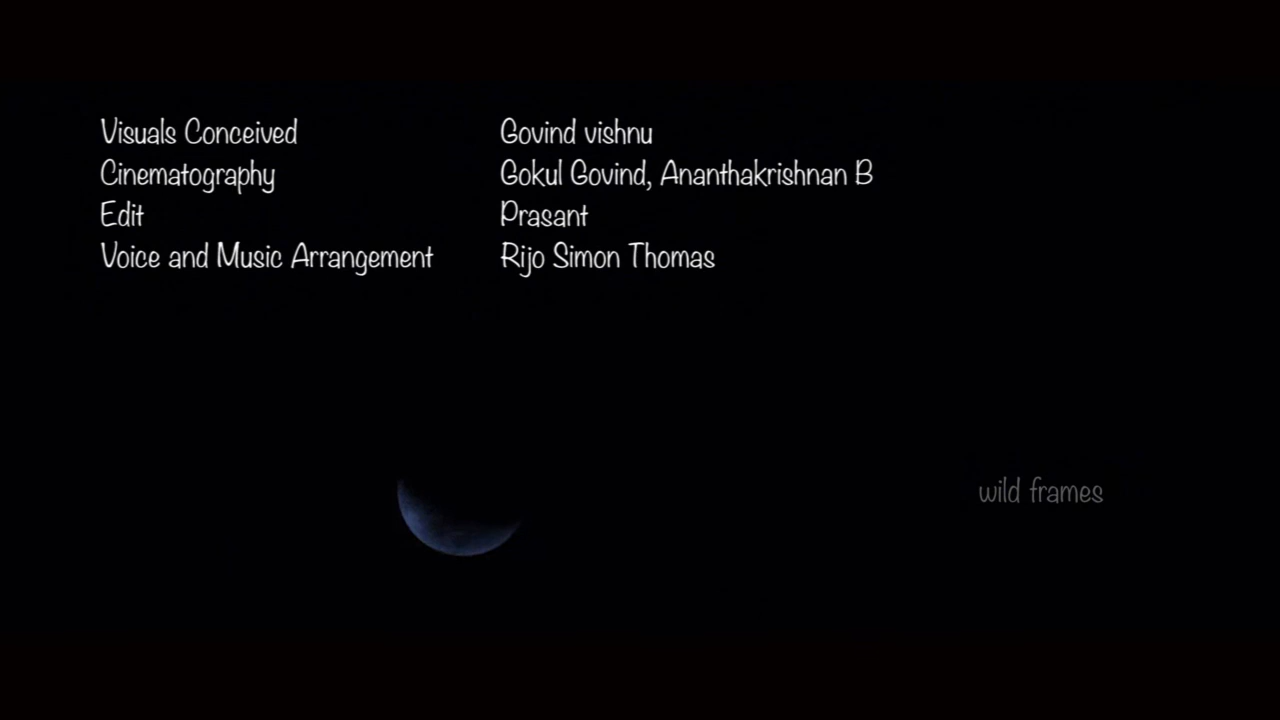 Visuals Conceived Govind vishnu
Cinematography Gokul Govind, Ananthakrishnan B
Edit Prasant
Voice and Music Arrangement Rijo Simon Thomas
wild frames